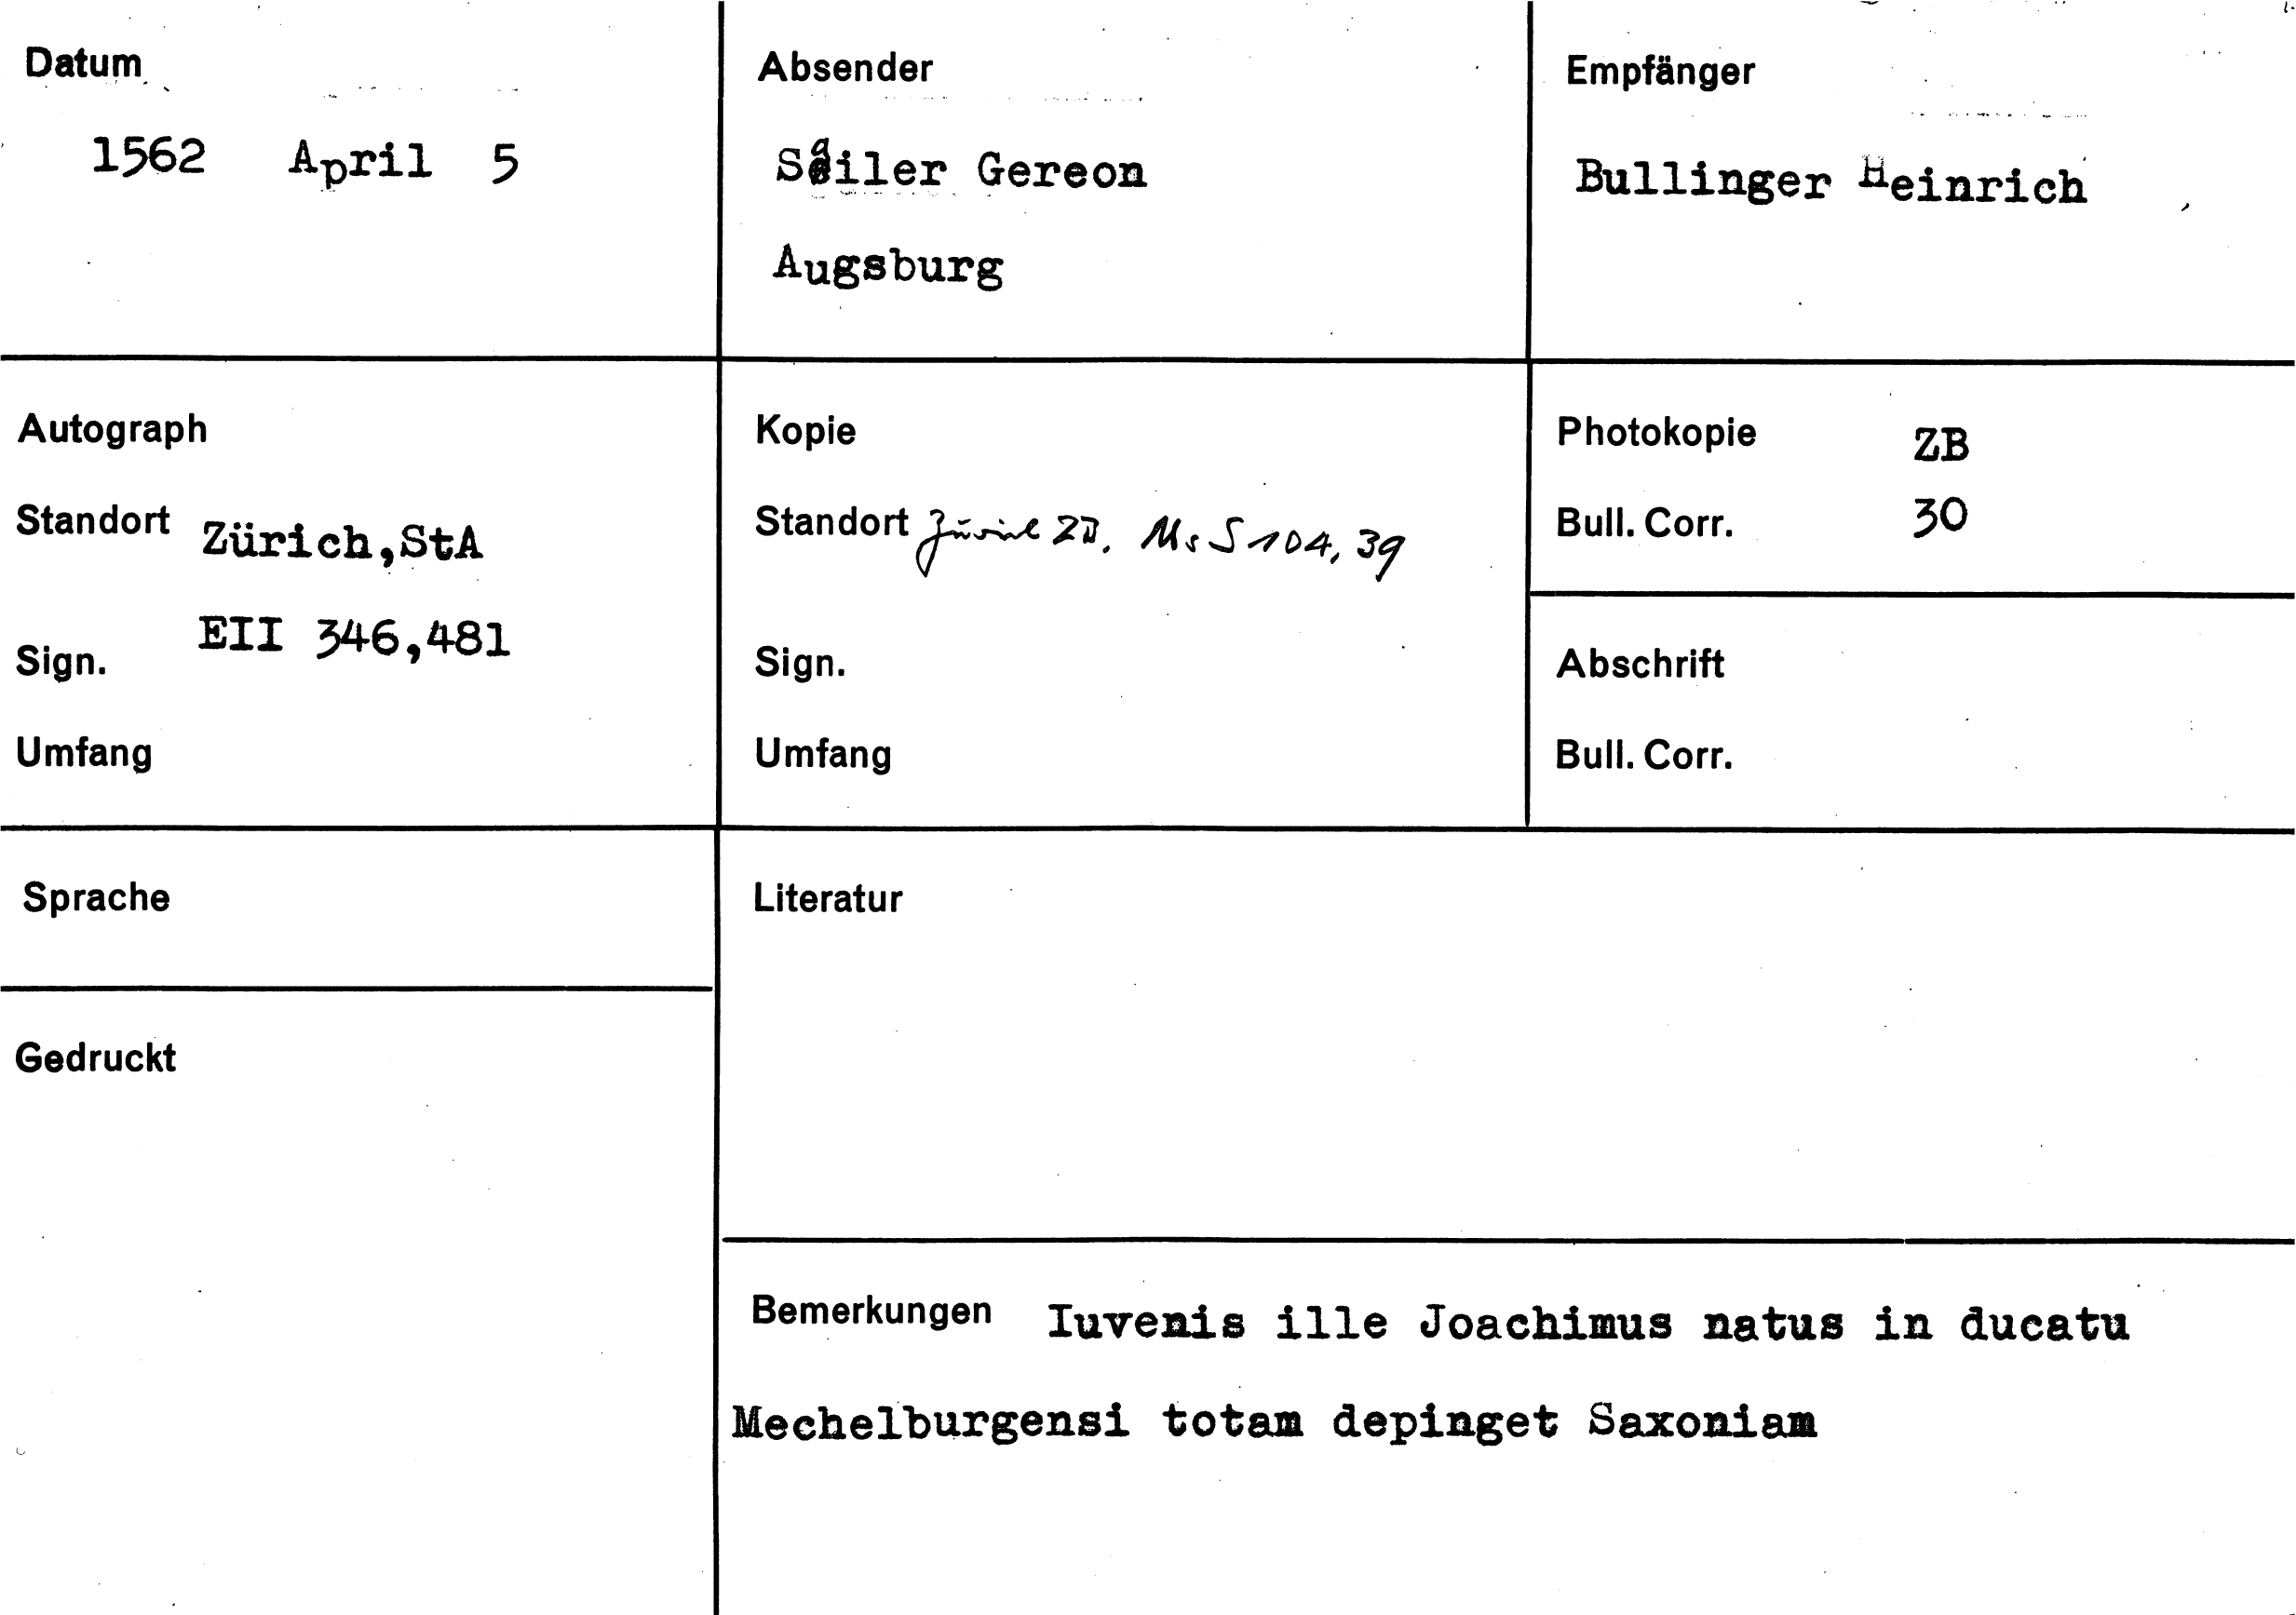 Datum
1562 April 5
Absender
Sailer Gereon
Augsburg
Empfänger
Bullinger Heinrich
Autograph
Standort Zürich,StA
Sign. EII 346,481
Umfang
Kopie
Standort Zürich ZB. Ms S 104, 39
Sign.
Umfang
Photokopie ZB
Bull. Corr. 30
Abschrift
Bull. Corr.
Sprache
Gedruckt
Literatur
Bemerkungen Iuvenis ille Joachimus natus in ducatu
Mechelburgensi totam depinget Saxoniam